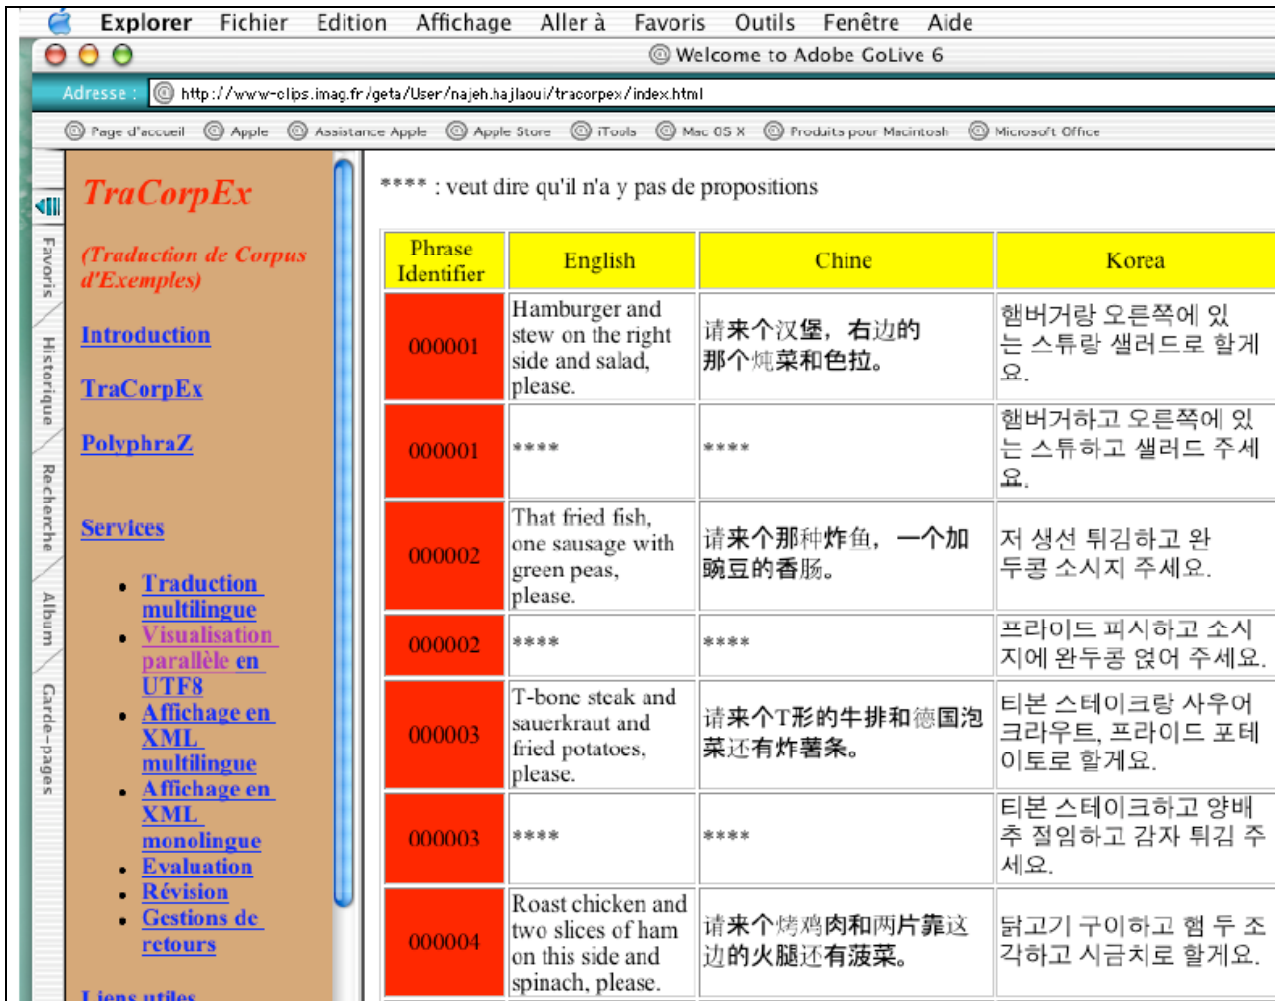 Explorer Fichier Edition Affichage Aller à Favoris Outils Fenêtre Aide
Welcome to Adobe GoLive 6
Adresse : http://www-clips.imag.fr/geta/User/najeh.hajlaoui/tracorpex/index.html
Page d'accueil Apple Assistance Apple Apple Store iTools Mac OS X Produits pour Macintosh Microsoft Office
Favoris
Historique
Recherche
Album
Garde-pages
TraCorpEx
(Traduction de Corpus
d'Exemples)
Introduction
TraCorpEx
PolyphraZ
Services
Traduction
multilingue
Visualisation
parallèle en
UTF8
Affichage en
XML
multilingue
Affichage en
XML
monolingue
Evaluation
Révision
Gestions de
retours
Liens utiles
**** : veut dire qu'il n'a y pas de propositions
Phrase
Identifier
English
Chine
Korea
000001
Hamburger and
stew on the right
side and salad,
please.
请来个汉堡，右边的
那个炖菜和色拉。
햄버거랑 오른쪽에 있
는 스튜랑 샐러드로 할게
요.
000001
****
****
햄버거하고 오른쪽에 있
는 스튜하고 샐러드 주세
요.
000002
That fried fish,
one sausage with
green peas,
please.
请来个那种炸鱼，一个加
豌豆的香肠。
저 생선 튀김하고 완
두콩 소시지 주세요.
000002
****
****
프라이드 피시하고 소시
지에 완두콩 얹어 주세요.
000003
T-bone steak and
sauerkraut and
fried potatoes,
please.
请来个T形的牛排和德国泡
菜还有炸薯条。
티본 스테이크랑 사우어
크라우트, 프라이드 포테
이토로 할게요.
000003
****
****
티본 스테이크하고 양배
추 절임하고 감자 튀김 주
세요.
000004
Roast chicken and
two slices of ham
on this side and
spinach, please.
请来个烤鸡肉和两片靠这
边的火腿还有菠菜。
닭고기 구이하고 햄 두 조
각하고 시금치로 할게요.